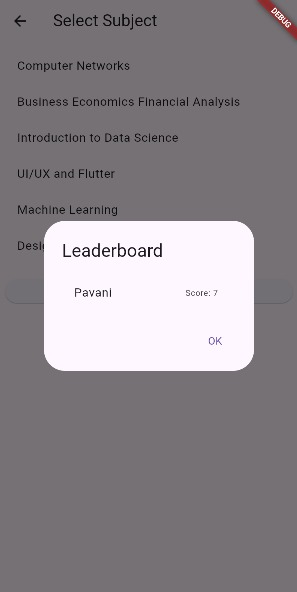 Select Subject
DEBUG
Computer Networks
Business Economics Financial Analysis
Introduction to Data Science
UI/UX and Flutter
Machine Learning
Leaderboard
Pavani Score: 7
OK